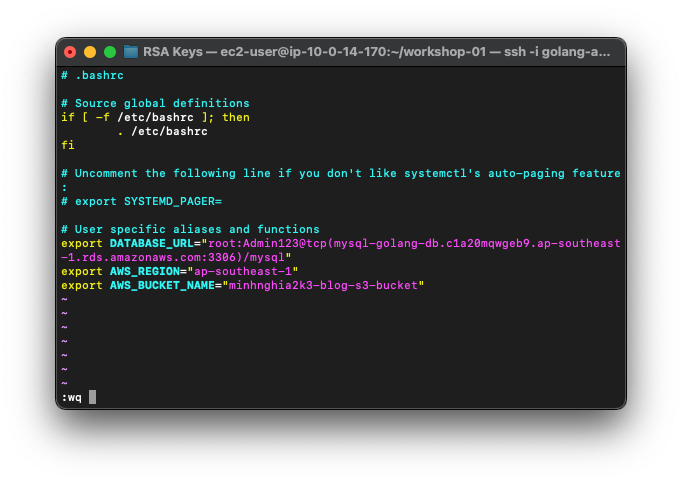 RSA Keys — ec2-user@ip-10-0-14-170:~/workshop-01 — ssh -i golang-a...
# .bashrc
# Source global definitions
if [ -f /etc/bashrc ]; then
        . /etc/bashrc
fi
# Uncomment the following line if you don't like systemctl's auto-paging feature
:
# export SYSTEMD_PAGER=
# User specific aliases and functions
export DATABASE_URL="root:Admin123@tcp(mysql-golang-db.c1a20mqwgeb9.ap-southeast
-1.rds.amazonaws.com:3306)/mysql"
export AWS_REGION="ap-southeast-1"
export AWS_BUCKET_NAME="minhnghia2k3-blog-s3-bucket"
~
~
~
~
~
~
~
:wq